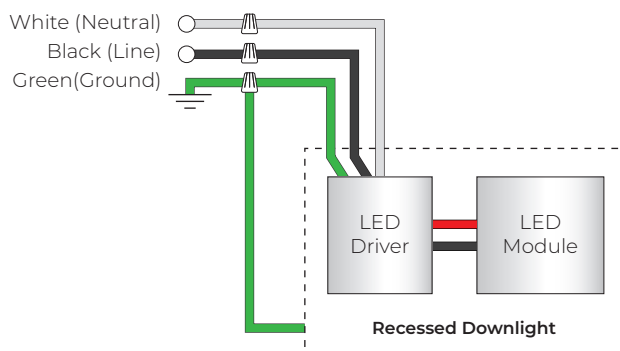 White (Neutral)
Black (Line)
Green(Ground)
LED
Driver
LED
Module
Recessed Downlight